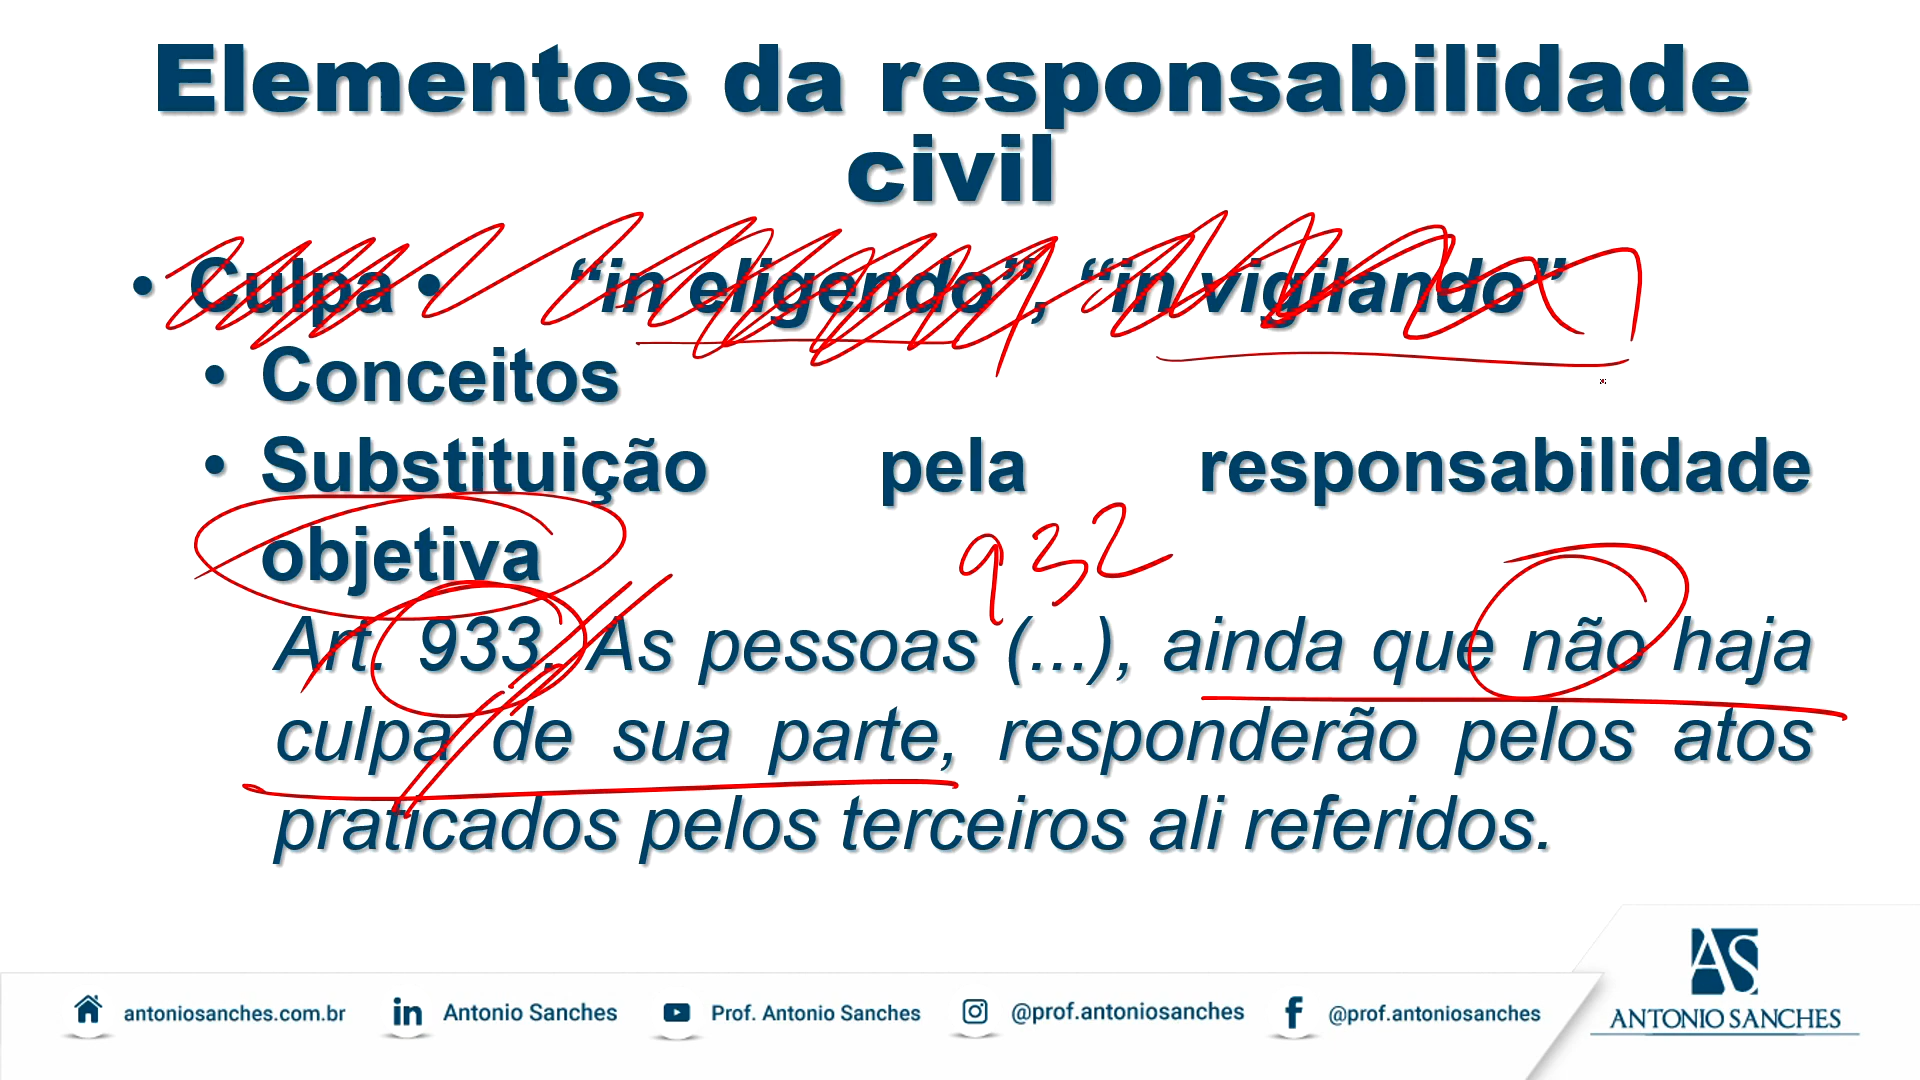 Elementos da responsabilidade
civil
• Culpa • “in eligendo”, “in vigilando”
• Conceitos
• Substituição pela responsabilidade
objetiva
932
Art. 933. As pessoas (...), ainda que não haja
culpa de sua parte, responderão pelos atos
praticados pelos terceiros ali referidos.
AS
antoniosanches.com.br Antonio Sanches Prof. Antonio Sanches @prof.antoniosanches @prof.antoniosanches ANTONIO SANCHES